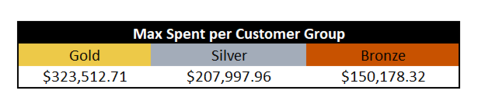 Max Spent per Customer Group
Gold Silver Bronze
$323,512.71 $207,997.96 $150,178.32